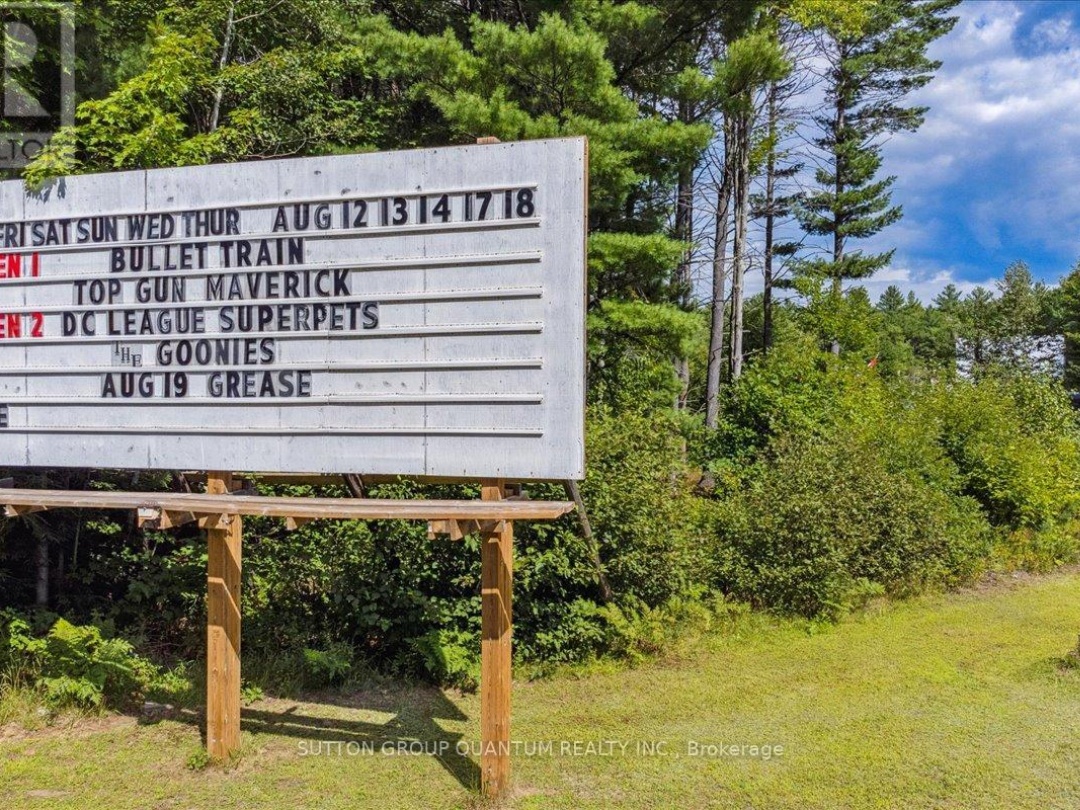 FRI SAT SUN WED THUR AUG 12 13 14 17 18
EN 1 BULLET TRAIN
TOP GUN MAVERICK
EN 2 DC LEAGUE SUPERPETS
THE GOONIES
AUG 19 GREASE
E
SUTTON GROUP QUANTUM REALTY INC., Brokerage